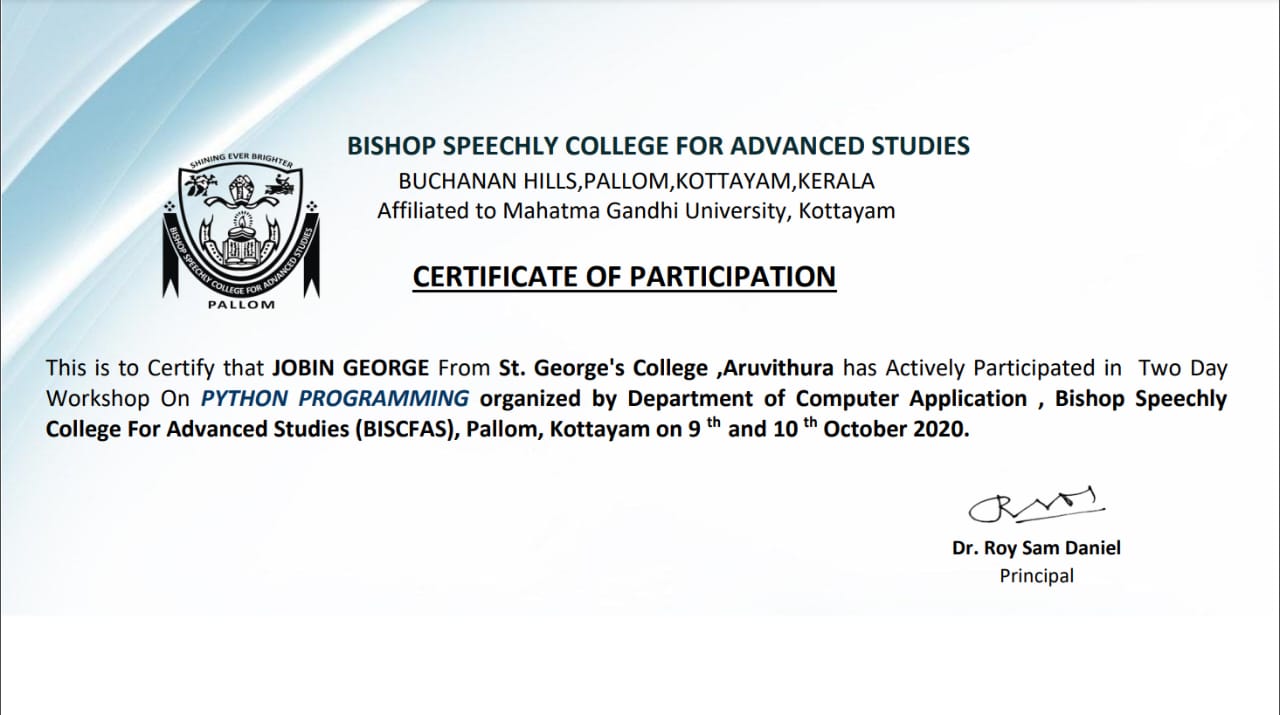 BISHOP SPEECHLY COLLEGE FOR ADVANCED STUDIES
BUCHANAN HILLS,PALLOM,KOTTAYAM,KERALA
Affiliated to Mahatma Gandhi University, Kottayam
SHINING EVER BRIGHTER
BISHOP SPEECHLY COLLEGE FOR ADVANCED STUDIES
PALLOM
CERTIFICATE OF PARTICIPATION
This is to Certify that JOBIN GEORGE From St. George's College ,Aruvithura has Actively Participated in Two Day
Workshop On PYTHON PROGRAMMING organized by Department of Computer Application , Bishop Speechly
College For Advanced Studies (BISCFAS), Pallom, Kottayam on 9 th and 10 th October 2020.
Dr. Roy Sam Daniel
Principal